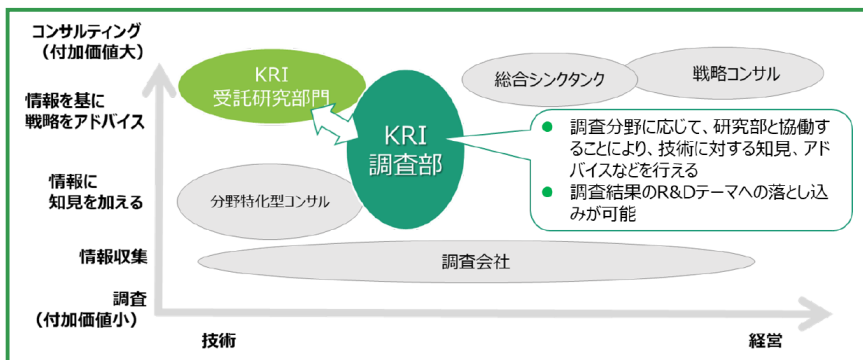 コンサルティング
(付加価値大)
情報を基に
戦略をアドバイス
情報に
知見を加える
情報収集
調査
(付加価値小)
KRI
受託研究部門
KRI
調査部
総合シンクタンク
戦略コンサル
● 調査分野に応じて、研究部と協働す
ることにより、技術に対する知見、アド
バイスなどを行える
● 調査結果のR&Dテーマへの落とし込
みが可能
分野特化型コンサル
調査会社
技術
経営